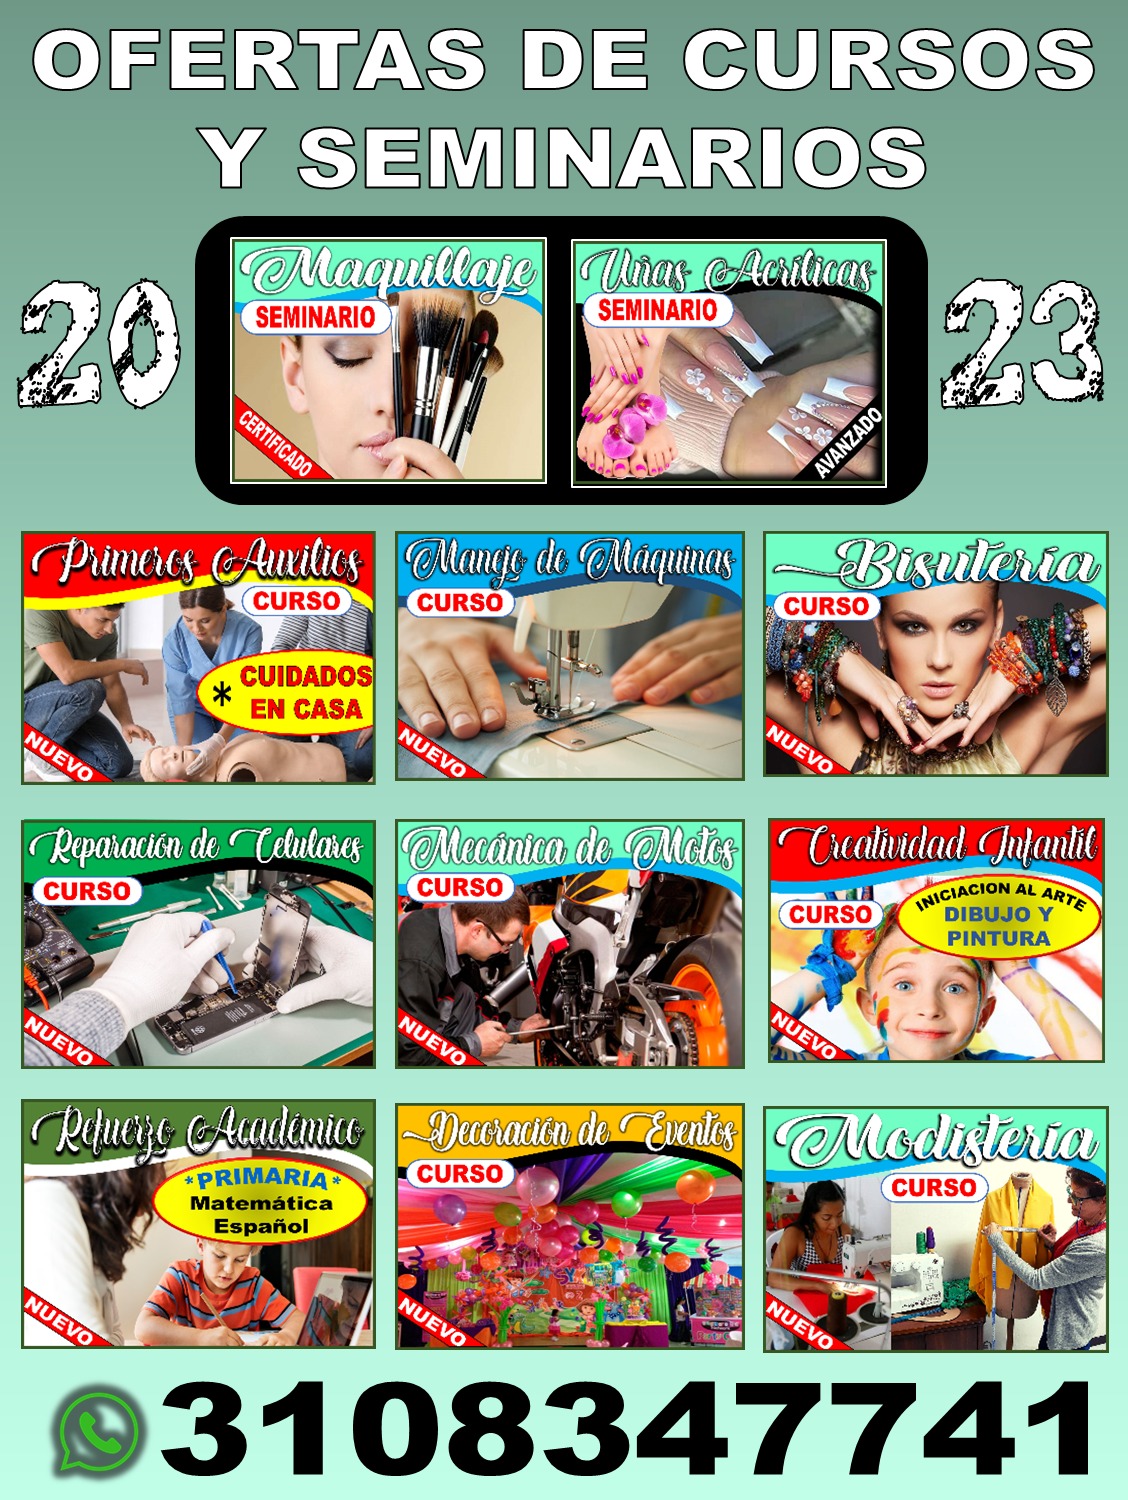 OFERTAS DE CURSOS
Y SEMINARIOS
20
23
Maquillaje
SEMINARIO
CERTIFICADO
Uñas Acrílicas
SEMINARIO
AVANZADO
Primeros Auxilios
CURSO
* CUIDADOS
EN CASA
NUEVO
Manejo de Máquinas
CURSO
NUEVO
Bisutería
CURSO
NUEVO
Reparación de Celulares
CURSO
NUEVO
Mecánica de Motos
CURSO
NUEVO
Creatividad Infantil
CURSO
INICIACION AL ARTE
DIBUJO Y
PINTURA
NUEVO
Refuerzo Académico
*PRIMARIA*
Matemática
Español
NUEVO
Decoración de Eventos
CURSO
NUEVO
Modistería
CURSO
NUEVO
3108347741